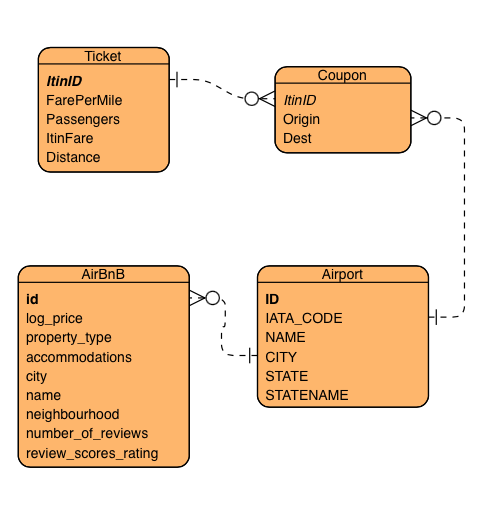 Ticket
ItinID
FarePerMile
Passengers
ItinFare
Distance
Coupon
ItinID
Origin
Dest
AirBnB
id
log_price
property_type
accommodations
city
name
neighbourhood
number_of_reviews
review_scores_rating
Airport
ID
IATA_CODE
NAME
CITY
STATE
STATENAME